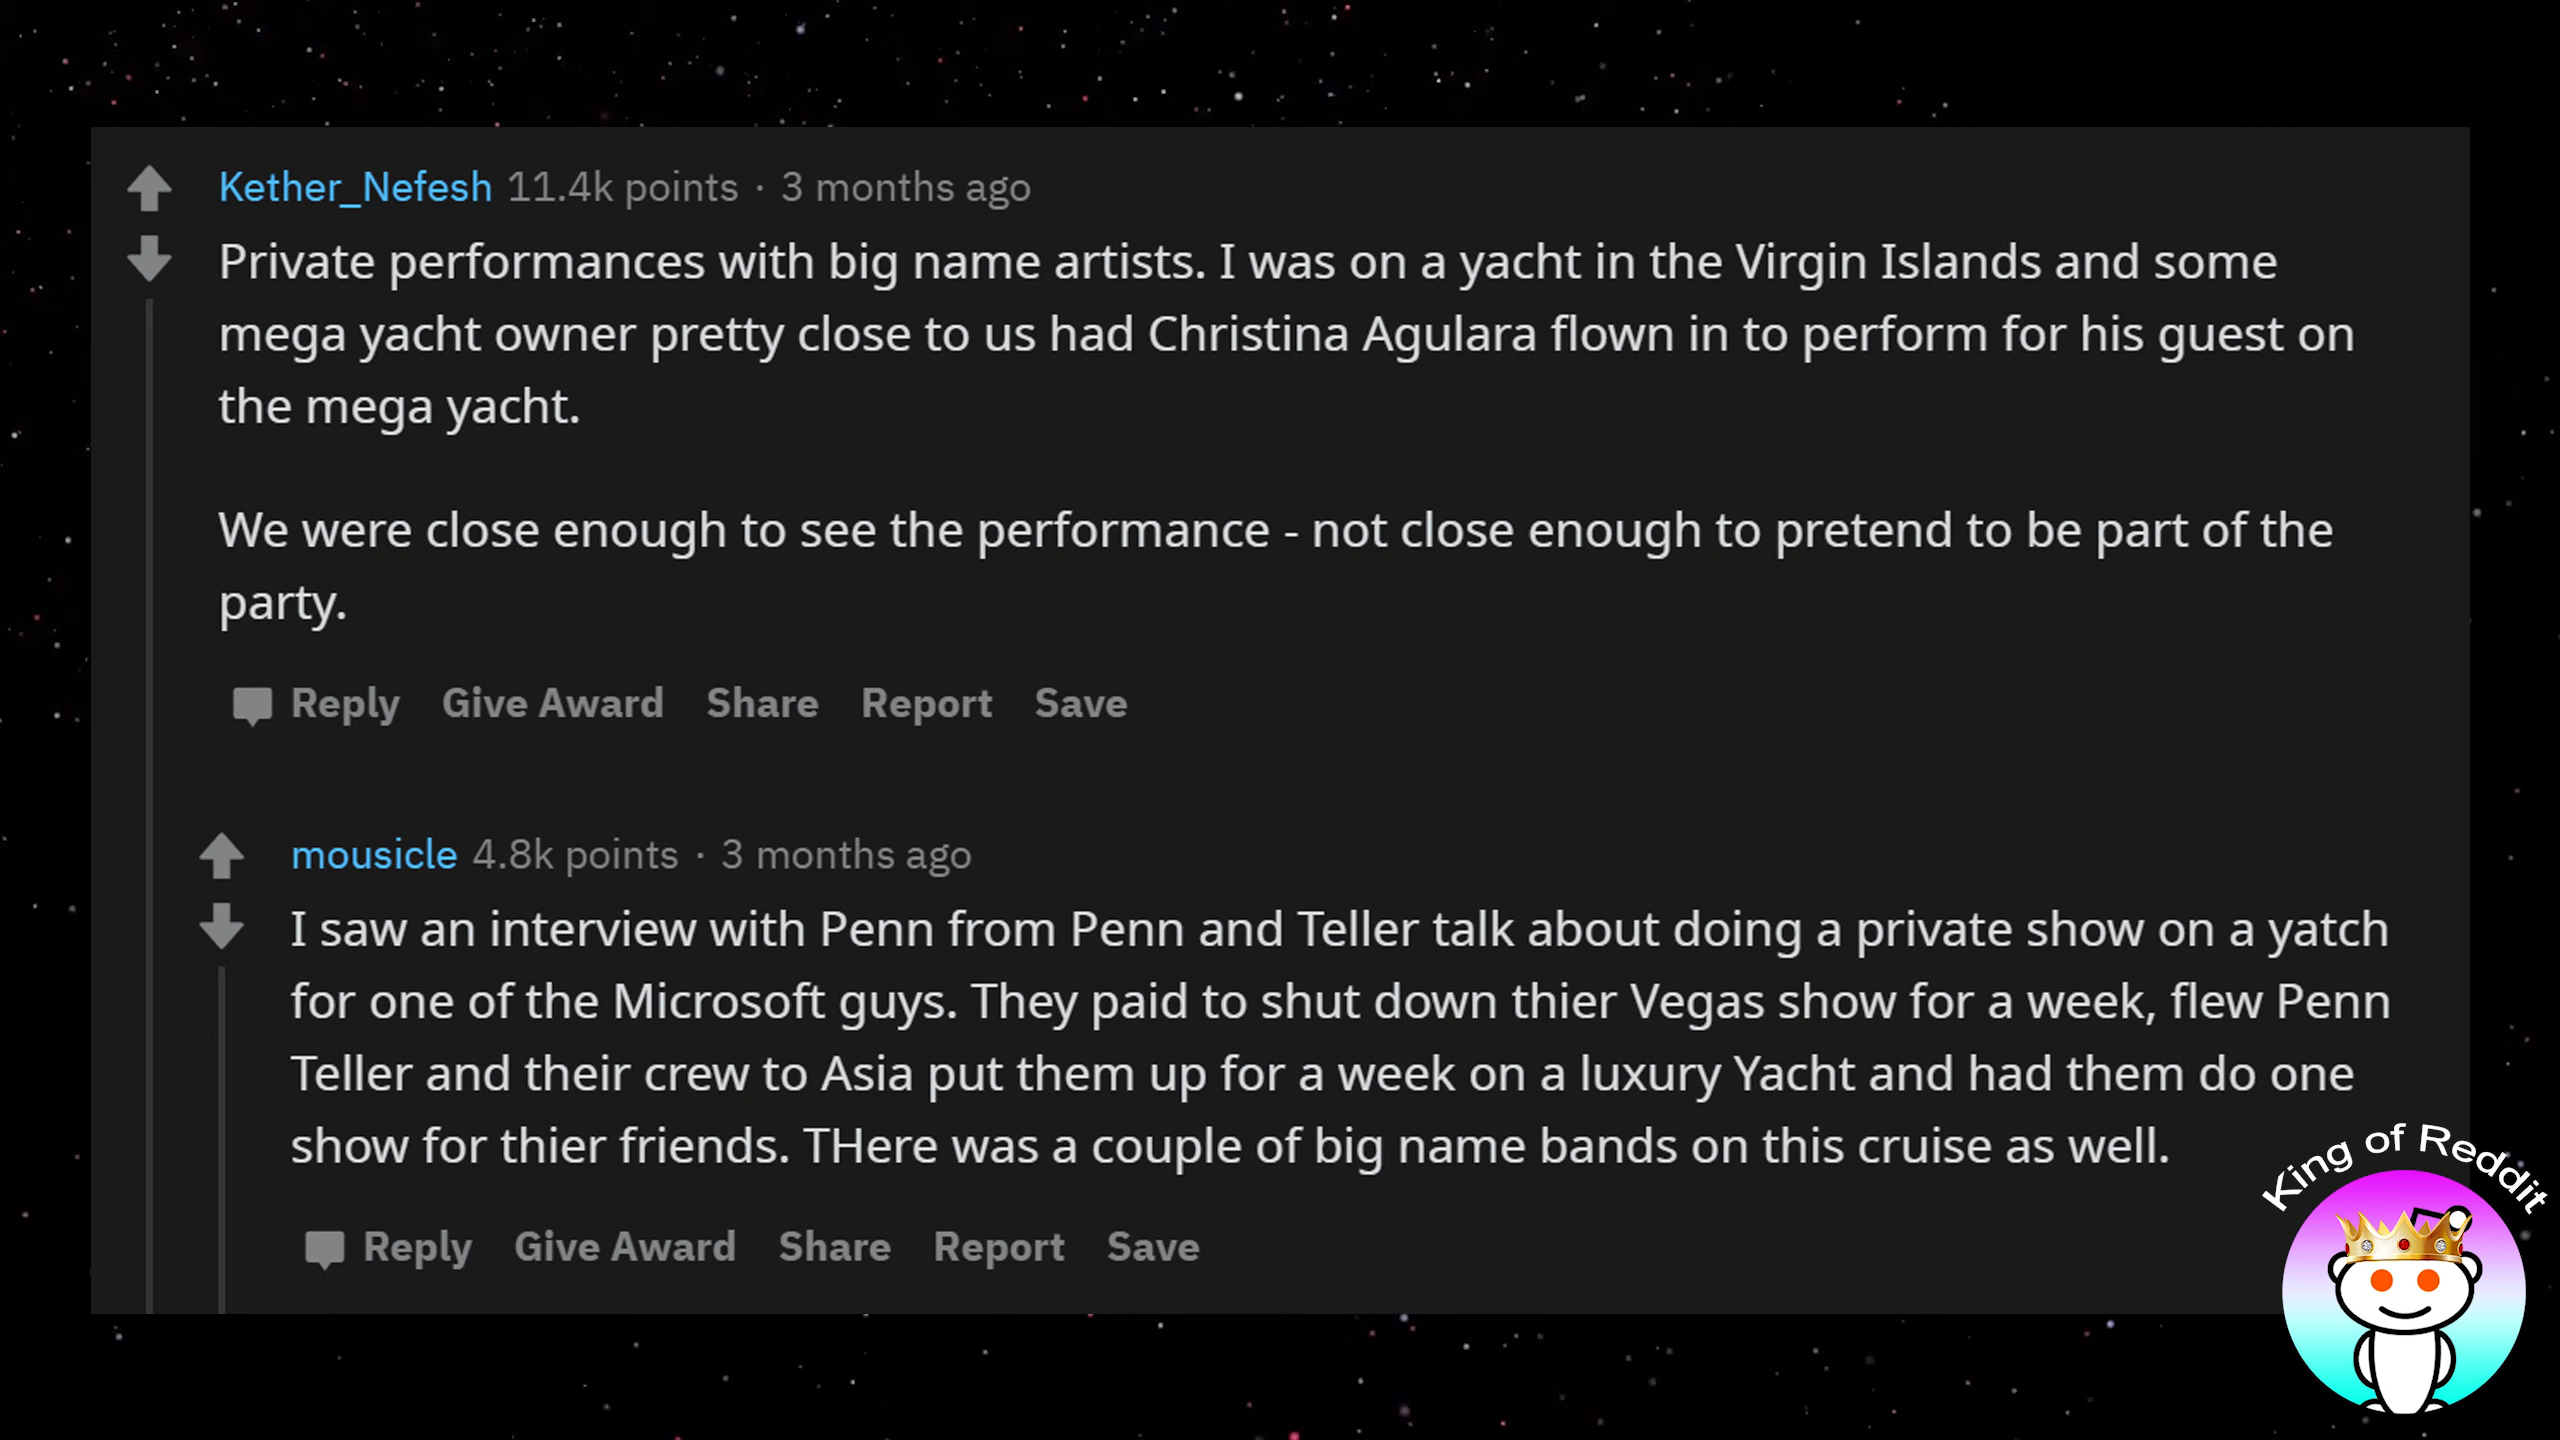 Kether_Nefesh 11.4k points · 3 months ago
Private performances with big name artists. I was on a yacht in the Virgin Islands and some
mega yacht owner pretty close to us had Christina Agulara flown in to perform for his guest on
the mega yacht.
We were close enough to see the performance - not close enough to pretend to be part of the
party.
Reply Give Award Share Report Save
mousicle 4.8k points · 3 months ago
I saw an interview with Penn from Penn and Teller talk about doing a private show on a yatch
for one of the Microsoft guys. They paid to shut down thier Vegas show for a week, flew Penn
Teller and their crew to Asia put them up for a week on a luxury Yacht and had them do one
show for thier friends. THere was a couple of big name bands on this cruise as well.
Reply Give Award Share Report Save
King of Reddit